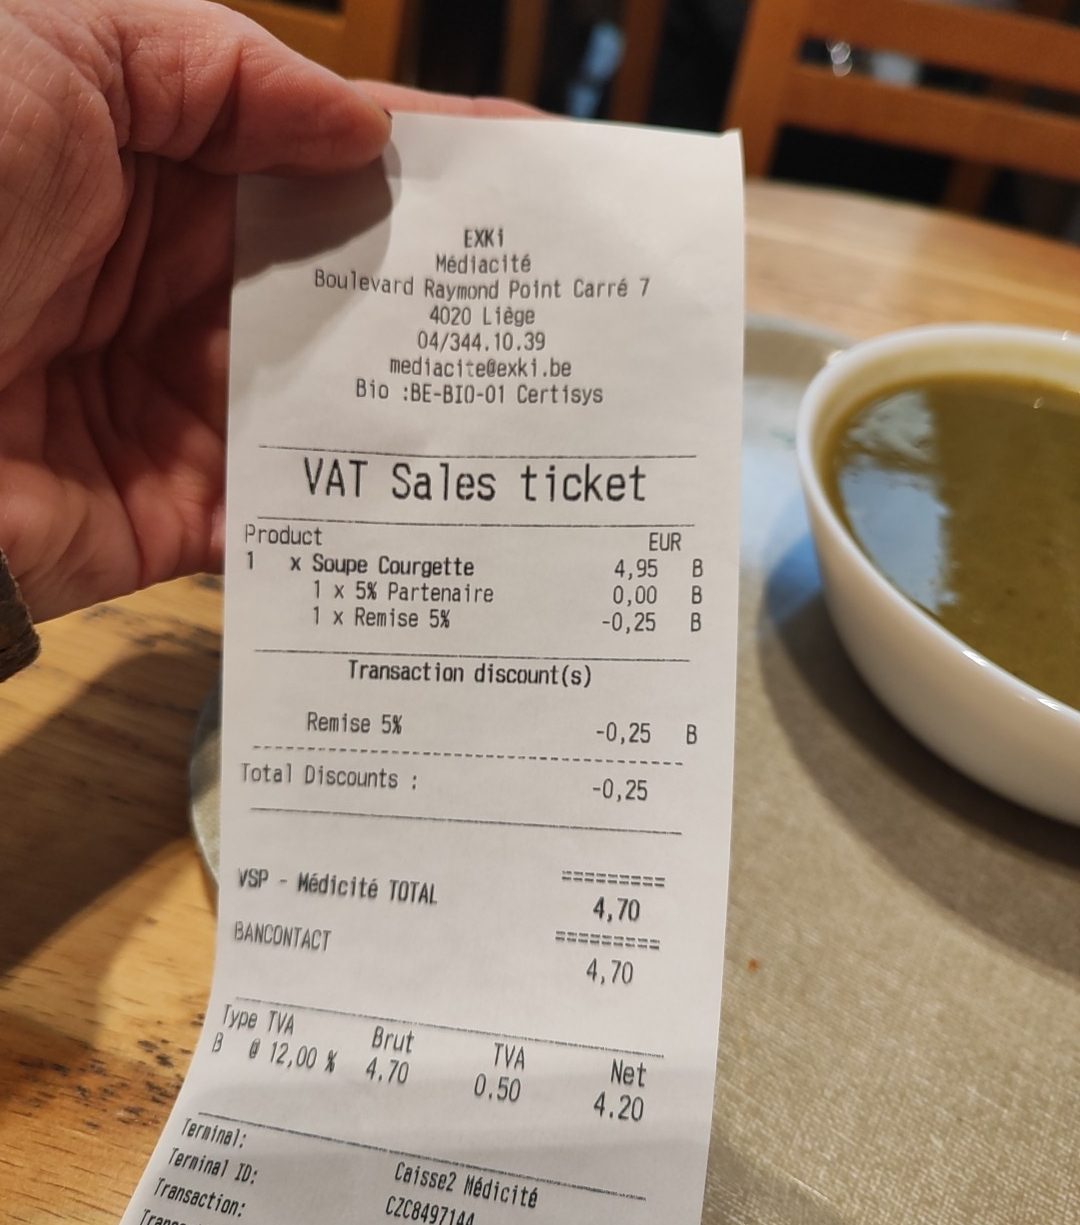 EXKi
Médiacité
Boulevard Raymond Point Carré 7
4020 Liège
04/344.10.39
mediacite@exki.be
Bio :BE-BIO-01 Certisys
VAT Sales ticket
Product EUR
1 x Soupe Courgette 4,95 B
1 x 5% Partenaire 0,00 B
1 x Remise 5% -0,25 B
Transaction discount(s)
Remise 5% -0,25 B
Total Discounts : -0,25
=========
VSP - Médicité TOTAL 4,70
=========
BANCONTACT 4,70
Type TVA Brut TVA Net
B @ 12,00 % 4.70 0.50 4.20
Terminal: Caisse2 Médicité
Terminal ID: CZC8497144
Transaction: